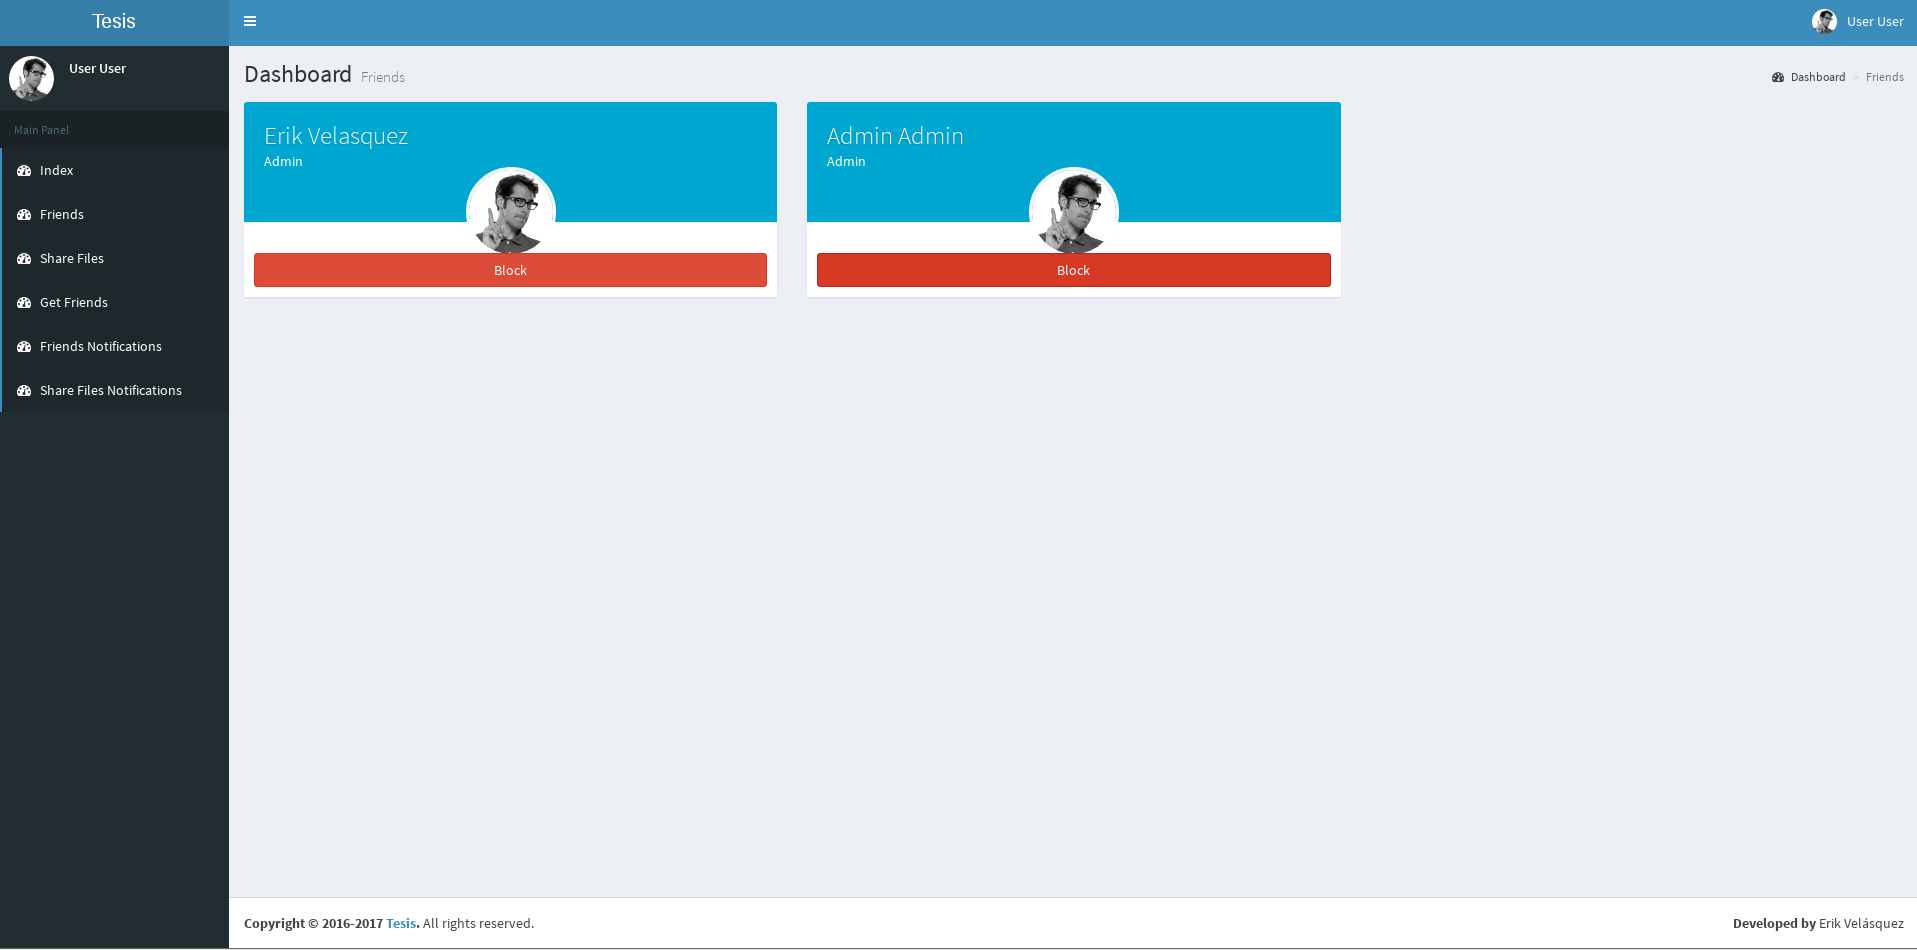 Tesis
User User
User User
Main Panel
Index
Friends
Share Files
Get Friends
Friends Notifications
Share Files Notifications
Dashboard Friends
Dashboard > Friends
Erik Velasquez
Admin
Block
Admin Admin
Admin
Block
Copyright © 2016-2017 Tesis. All rights reserved.
Developed by Erik Velásquez